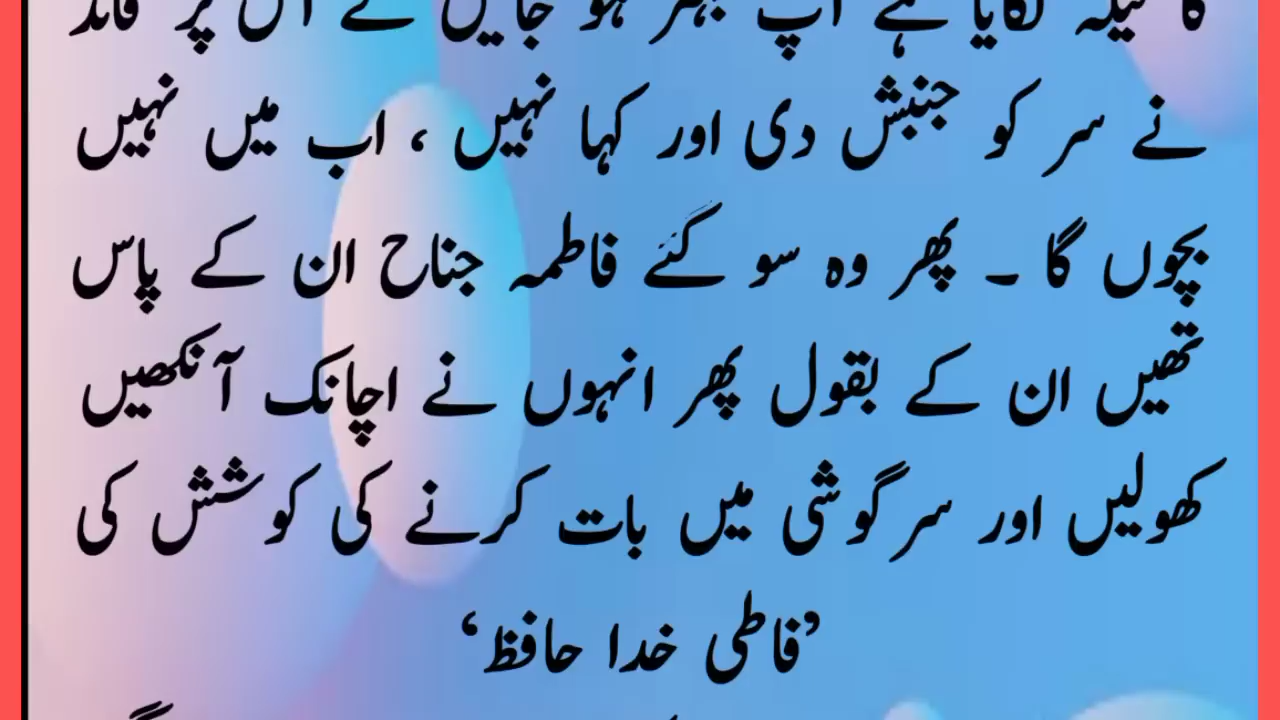 کا ٹیکہ لگایا ہے آپ بہتر ہو جائیں گے اس پر قائد
نے سر کو جنبش دی اور کہا نہیں ، اب میں نہیں
بچوں گا ۔ پھر وہ سو گئے فاطمہ جناح ان کے پاس
تھیں ان کے بقول پھر انہوں نے اچانک آنکھیں
کھولیں اور سرگوشی میں بات کرنے کی کوشش کی
’فاطی خدا حافظ‘